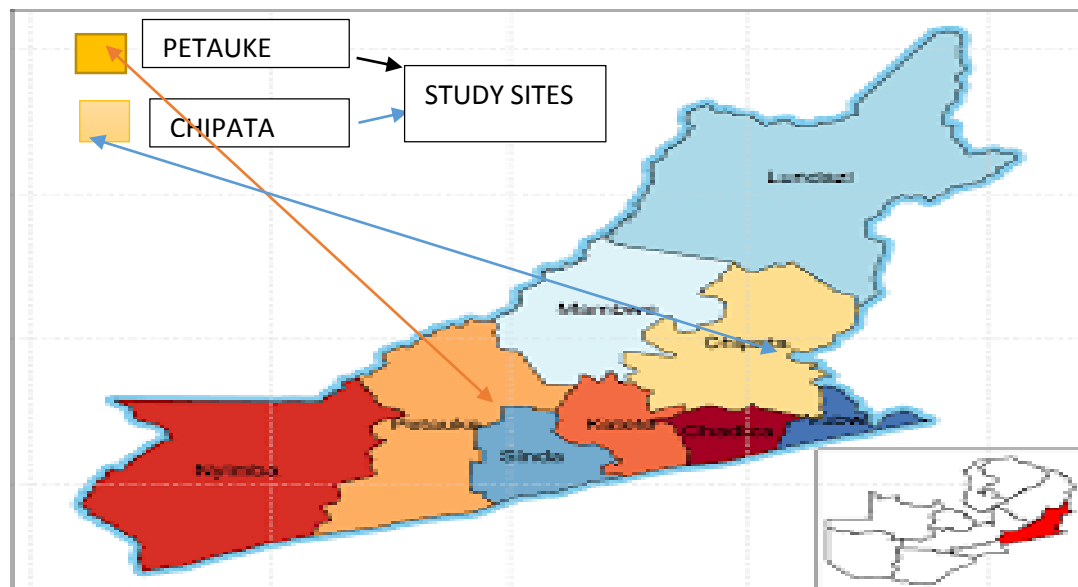 PETAUKE
STUDY SITES
CHIPATA
Lundazi
Mambwe
Chipata
Petauke
Katete
Chadiza
Sinda
Nyimba